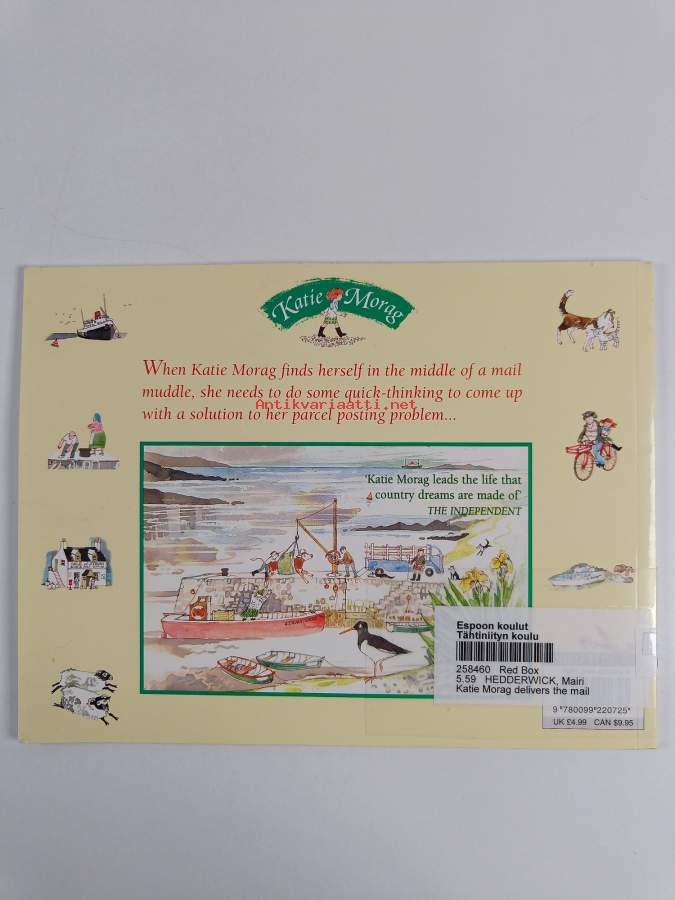 Katie Morag
When Katie Morag finds herself in the middle of a mail
muddle, she needs to do some quick-thinking to come up
with a solution to her parcel posting problem...
Antikvariaatti.net
'Katie Morag leads the life that
country dreams are made of'
THE INDEPENDENT
Espoon koulut
Tähtiniityn koulu
258460 Red Box
5.59 HEDDERWICK, Mairi
Katie Morag delivers the mail
9 "780099"220725"
UK £4.99 CAN $9.95